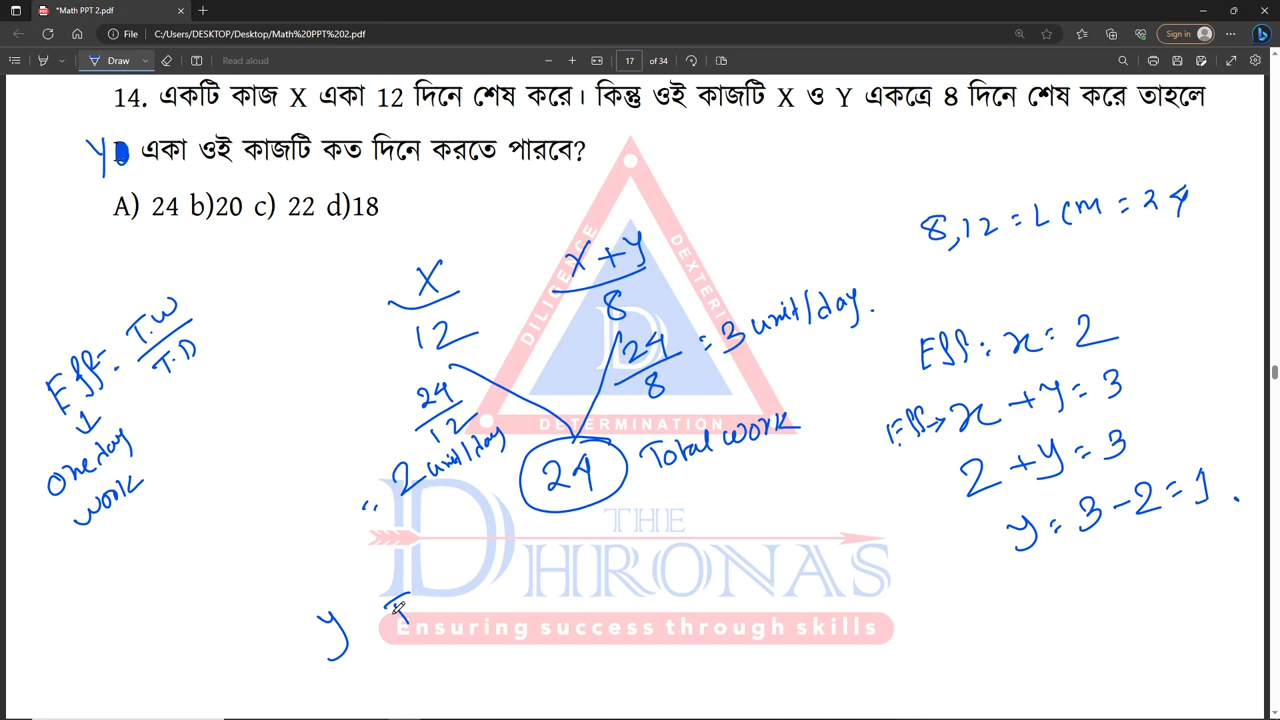 *Math PPT 2.pdf
File C:/Users/DESKTOP/Desktop/Math%20PPT%202.pdf
Sign in
Draw
Read aloud
17 of 34
14. একটি কাজ X একা 12 দিনে শেষ করে। কিন্তু ওই কাজটি X ও Y একত্রে 8 দিনে শেষ করে তাহলে
Y একা ওই কাজটি কত দিনে করতে পারবে?
A) 24 b)20 c) 22 d)18
8,12 = LCM = 24
X
12
24
12
= 2 unit/day
X+Y
8
24
8
= 3 unit/day.
24 Total work
Eff = T.W
T.D
↓
One day
work
Eff: x = 2
Eff → x + y = 3
2 + y = 3
y = 3 - 2 = 1.
y T
DILIGENCE
DEXTERI
DETERMINATION
THE
DHRONAS
Ensuring success through skills